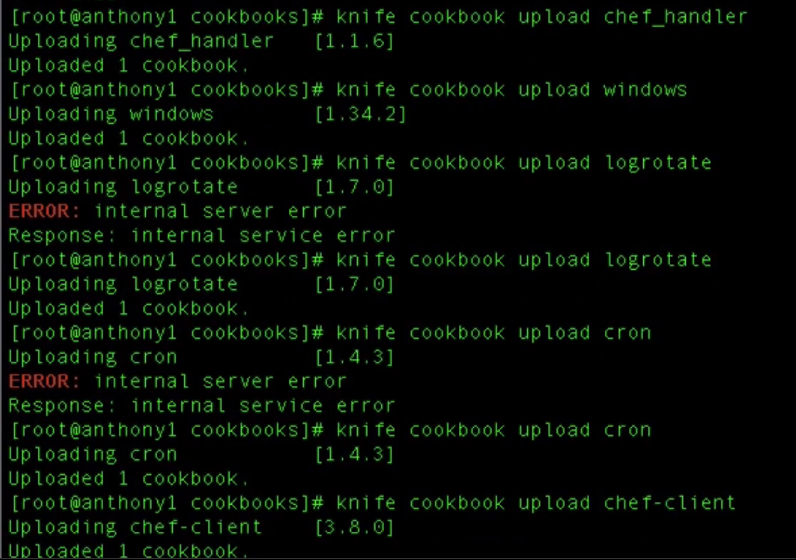 [root@anthony1 cookbooks]# knife cookbook upload chef_handler
Uploading chef_handler   [1.1.6]
Uploaded 1 cookbook.
[root@anthony1 cookbooks]# knife cookbook upload windows
Uploading windows        [1.34.2]
Uploaded 1 cookbook.
[root@anthony1 cookbooks]# knife cookbook upload logrotate
Uploading logrotate      [1.7.0]
ERROR: internal server error
Response: internal service error
[root@anthony1 cookbooks]# knife cookbook upload logrotate
Uploading logrotate      [1.7.0]
Uploaded 1 cookbook.
[root@anthony1 cookbooks]# knife cookbook upload cron
Uploading cron           [1.4.3]
ERROR: internal server error
Response: internal service error
[root@anthony1 cookbooks]# knife cookbook upload cron
Uploading cron           [1.4.3]
Uploaded 1 cookbook.
[root@anthony1 cookbooks]# knife cookbook upload chef-client
Uploading chef-client    [3.8.0]
Uploaded 1 cookbook.